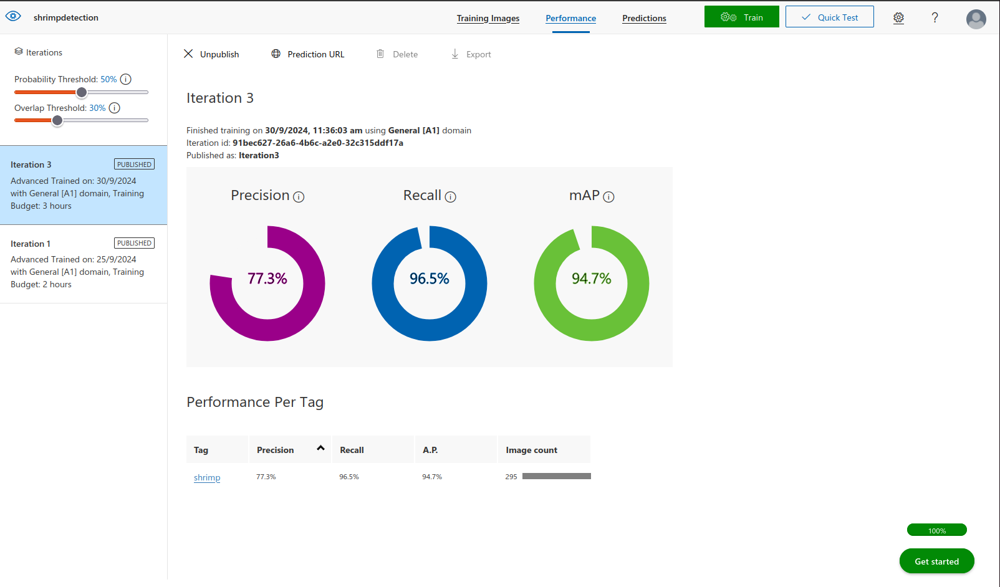 shrimpdetection
Training Images
Performance
Predictions
Train
Quick Test
?
Iterations
Probability Threshold: 50%
Overlap Threshold: 30%
Iteration 3
PUBLISHED
Advanced Trained on: 30/9/2024
with General [A1] domain, Training
Budget: 3 hours
Iteration 1
PUBLISHED
Advanced Trained on: 25/9/2024
with General [A1] domain, Training
Budget: 2 hours
Unpublish
Prediction URL
Delete
Export
Iteration 3
Finished training on 30/9/2024, 11:36:03 am using General [A1] domain
Iteration id: 91bec627-26a6-4b6c-a2e0-32c315ddf17a
Published as: Iteration3
Precision
Recall
mAP
77.3%
96.5%
94.7%
Performance Per Tag
Tag Precision Recall A.P. Image count
shrimp 77.3% 96.5% 94.7% 295
100%
Get started